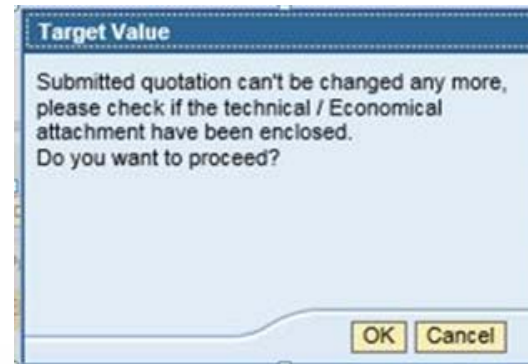 Target Value
Submitted quotation can't be changed any more,
please check if the technical / Economical
attachment have been enclosed.
Do you want to proceed?
OK Cancel